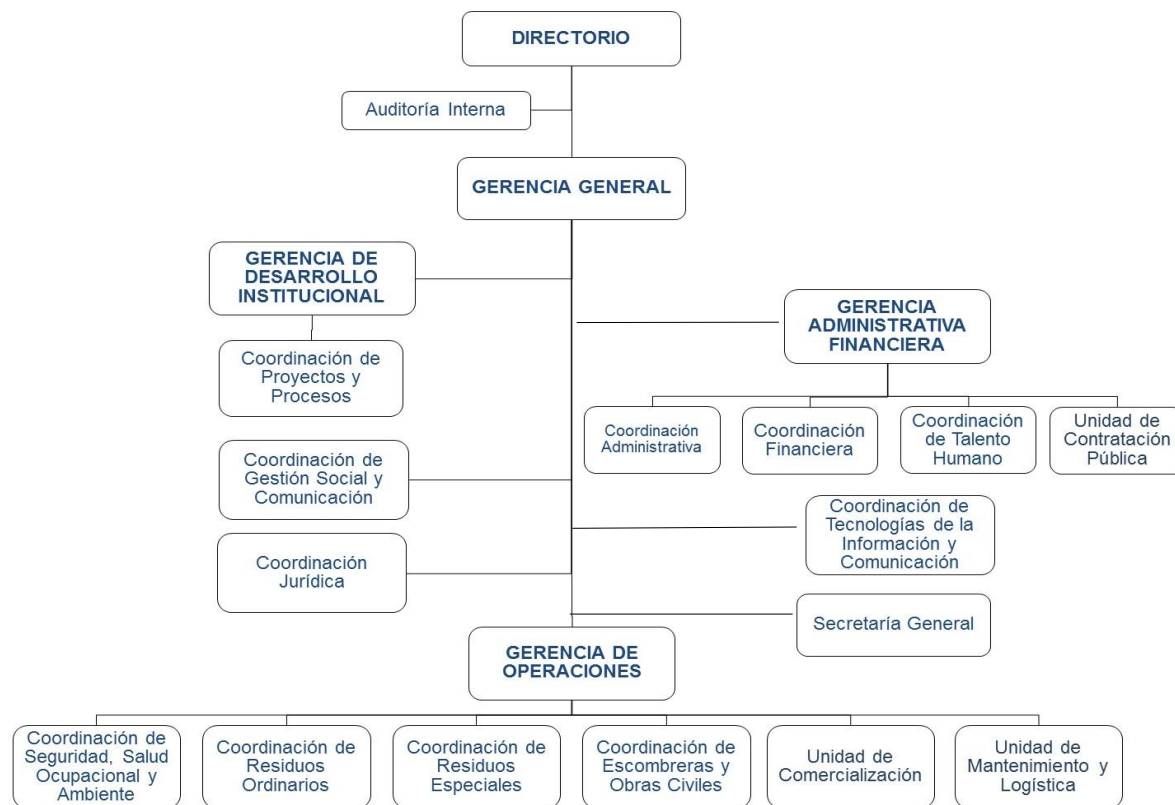 DIRECTORIO
Auditoría Interna
GERENCIA GENERAL
GERENCIA DE
DESARROLLO
INSTITUCIONAL
GERENCIA
ADMINISTRATIVA
FINANCIERA
Coordinación de
Proyectos y
Procesos
Coordinación
Administrativa
Coordinación
Financiera
Coordinación
de Talento
Humano
Unidad de
Contratación
Pública
Coordinación de
Gestión Social y
Comunicación
Coordinación de
Tecnologías de la
Información y
Comunicación
Coordinación
Jurídica
Secretaría General
GERENCIA DE
OPERACIONES
Coordinación de
Seguridad, Salud
Ocupacional y
Ambiente
Coordinación de
Residuos
Ordinarios
Coordinación de
Residuos
Especiales
Coordinación de
Escombreras y
Obras Civiles
Unidad de
Comercialización
Unidad de
Mantenimiento y
Logística